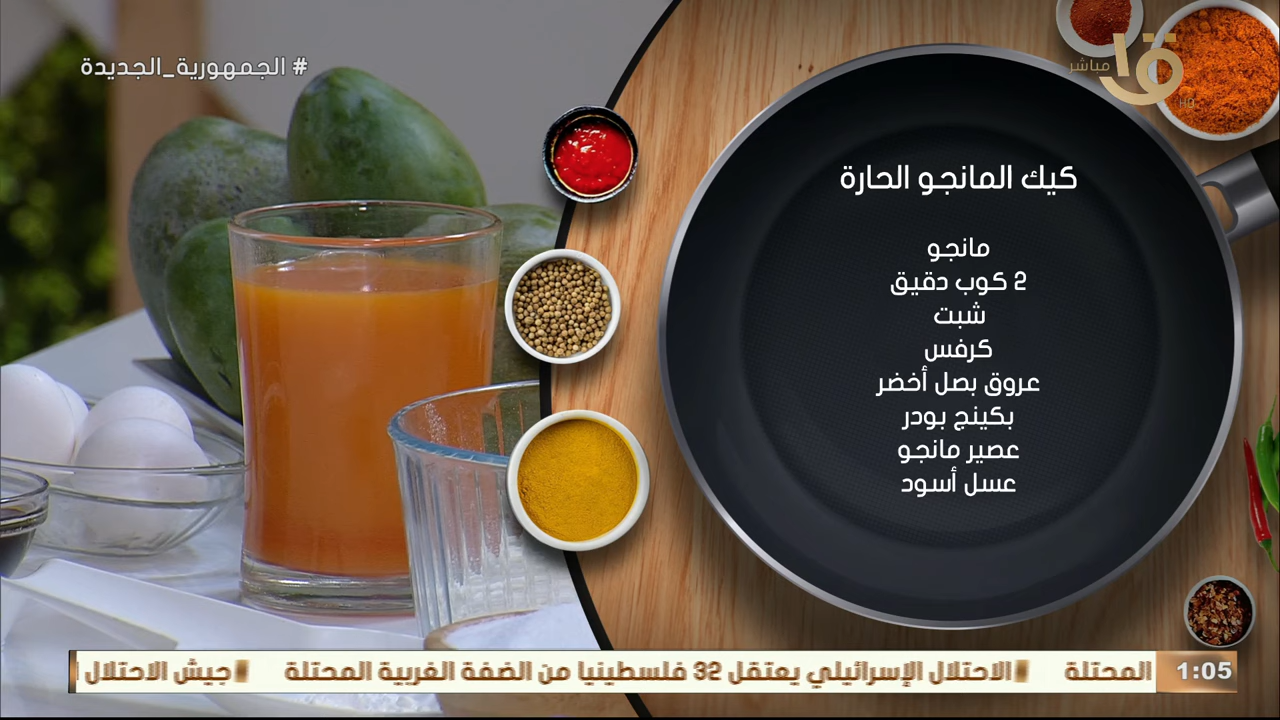 # الجمهورية_الجديدة
مباشر
HD
كيك المانجو الحارة
مانجو
2 كوب دقيق
شبت
كرفس
عروق بصل أخضر
بكينج بودر
عصير مانجو
عسل أسود
1:05
المحتلة
الاحتلال الإسرائيلي يعتقل 32 فلسطينيا من الضفة الغربية المحتلة
جيش الاحتلال